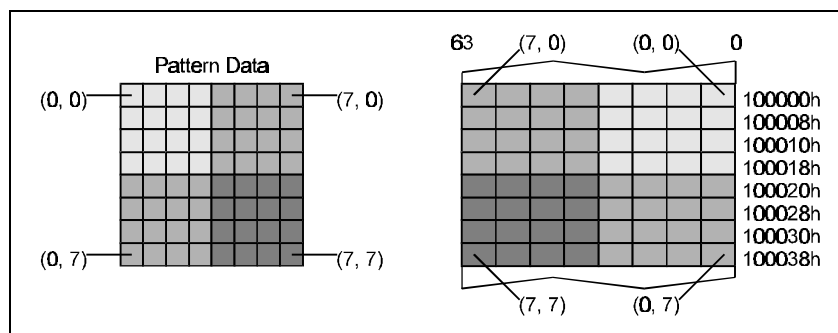 63 (7, 0) (0, 0) 0
Pattern Data
(0, 0) (7, 0)
100000h
100008h
100010h
100018h
100020h
100028h
100030h
100038h
(0, 7) (7, 7)
(7, 7) (0, 7)